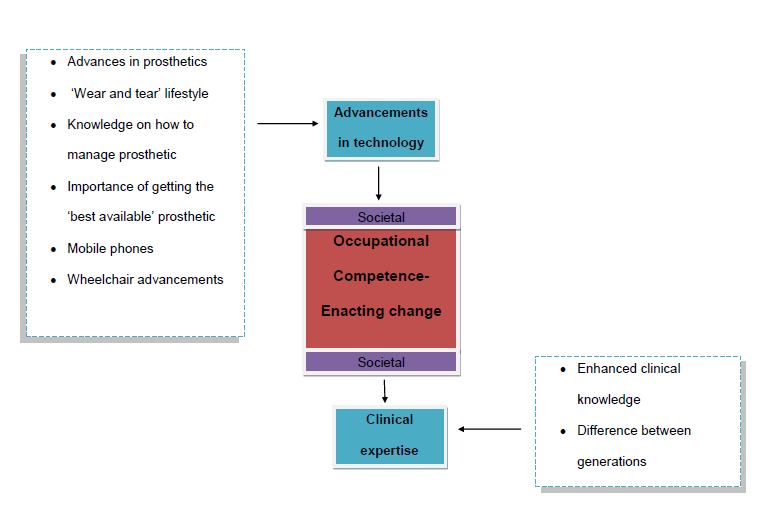 • Advances in prosthetics
• ‘Wear and tear’ lifestyle
• Knowledge on how to
manage prosthetic
• Importance of getting the
‘best available’ prosthetic
• Mobile phones
• Wheelchair advancements
Advancements
in technology
Societal
Occupational
Competence-
Enacting change
Societal
Clinical
expertise
• Enhanced clinical
knowledge
• Difference between
generations